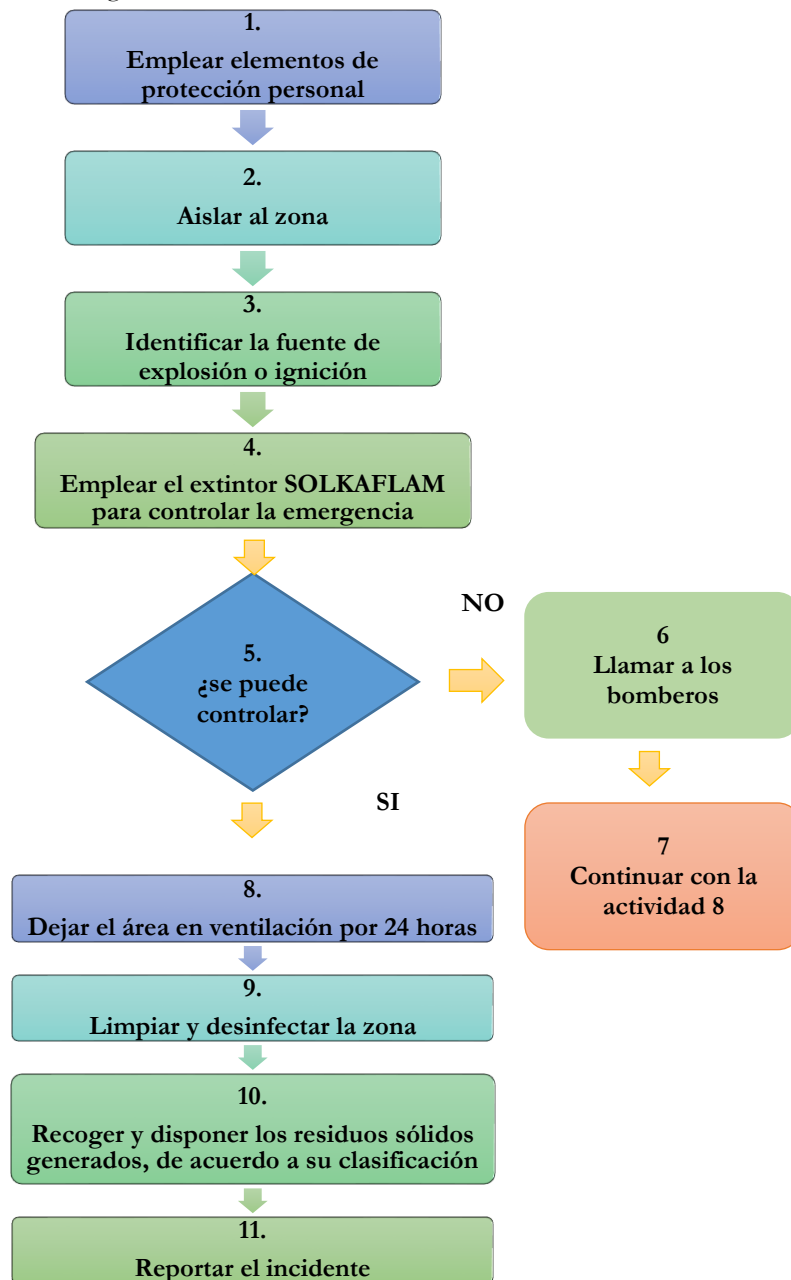 1.
Emplear elementos de
protección personal
2.
Aislar al zona
3.
Identificar la fuente de
explosión o ignición
4.
Emplear el extintor SOLKAFLAM
para controlar la emergencia
5.
¿se puede
controlar?
NO
6
Llamar a los
bomberos
7
Continuar con la
actividad 8
SI
8.
Dejar el área en ventilación por 24 horas
9.
Limpiar y desinfectar la zona
10.
Recoger y disponer los residuos sólidos
generados, de acuerdo a su clasificación
11.
Reportar el incidente